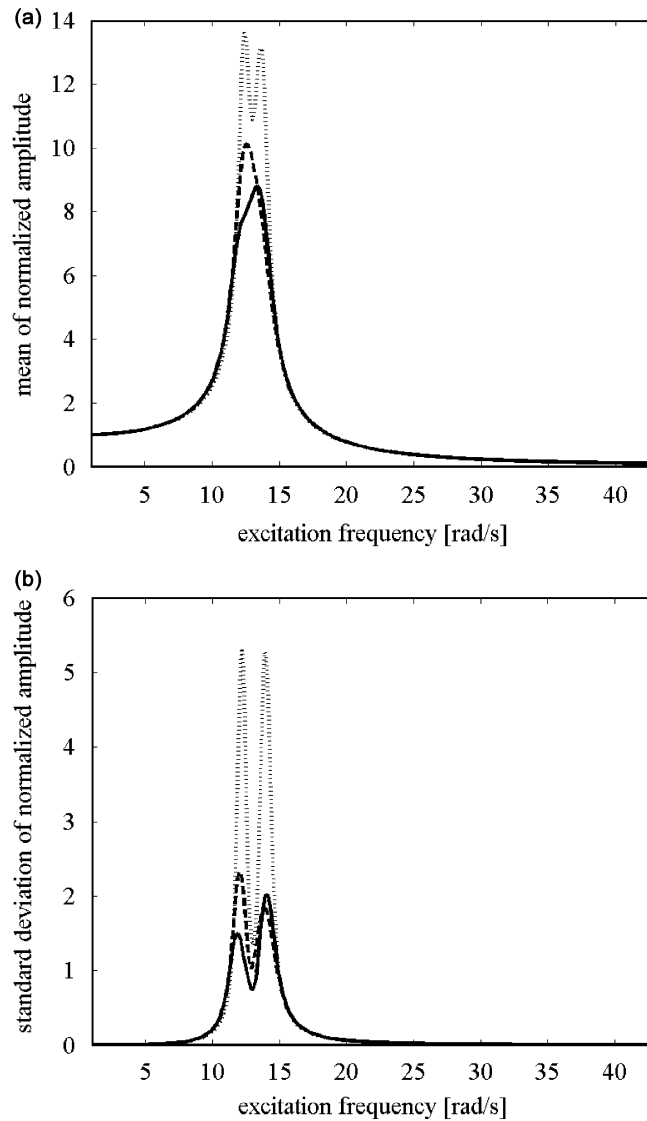 (a)
14
12
10
8
6
4
2
0
mean of normalized amplitude
5 10 15 20 25 30 35 40
excitation frequency [rad/s]
(b)
6
5
4
3
2
1
0
standard deviation of normalized amplitude
5 10 15 20 25 30 35 40
excitation frequency [rad/s]